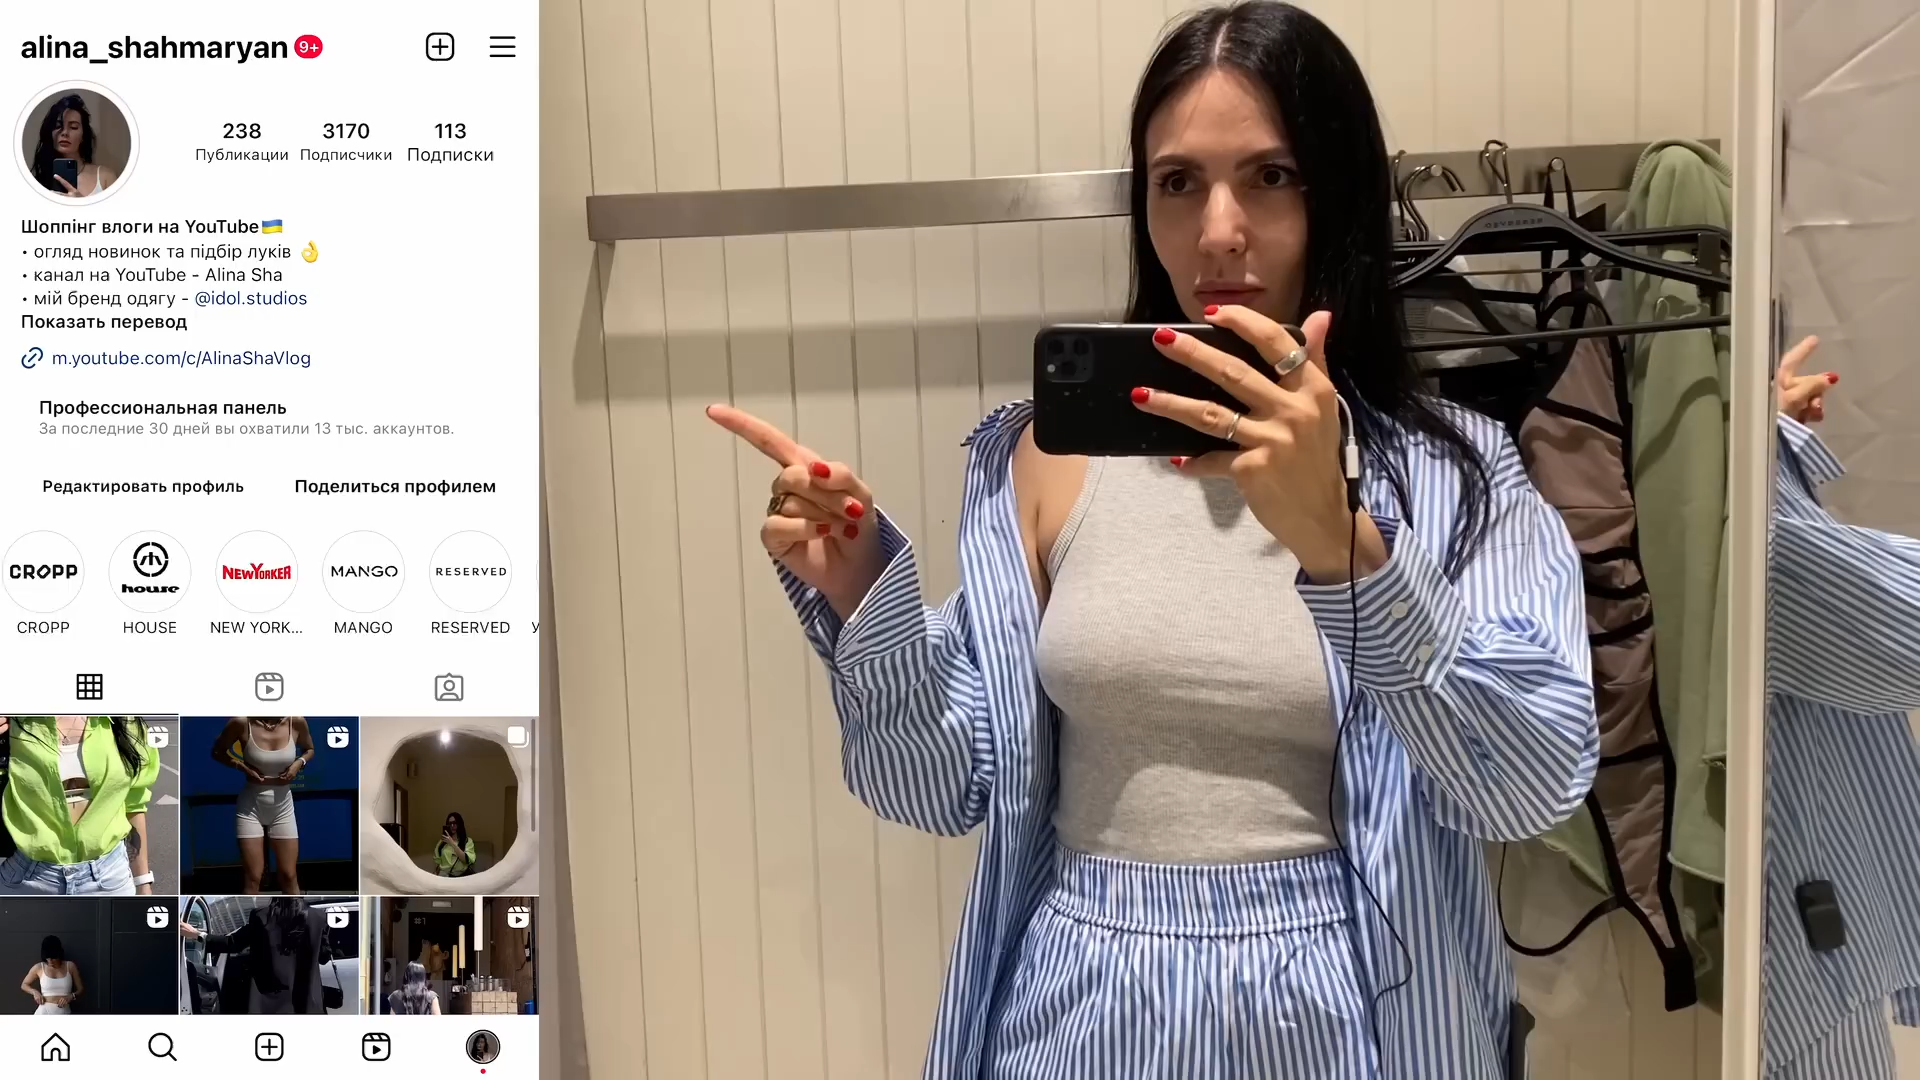 alina_shahmaryan 9+
238 3170 113
Публикации Подписчики Подписки
Шоппінг влоги на YouTube🇺🇦
• огляд новинок та підбір луків 👌
• канал на YouTube - Alina Sha
• мій бренд одягу - @idol.studios
Показать перевод
m.youtube.com/c/AlinaShaVlog
Профессиональная панель
За последние 30 дней вы охватили 13 тыс. аккаунтов.
Редактировать профиль Поделиться профилем
CROPP house NEWYORKER MANGO RESERVED
CROPP HOUSE NEW YORK... MANGO RESERVED